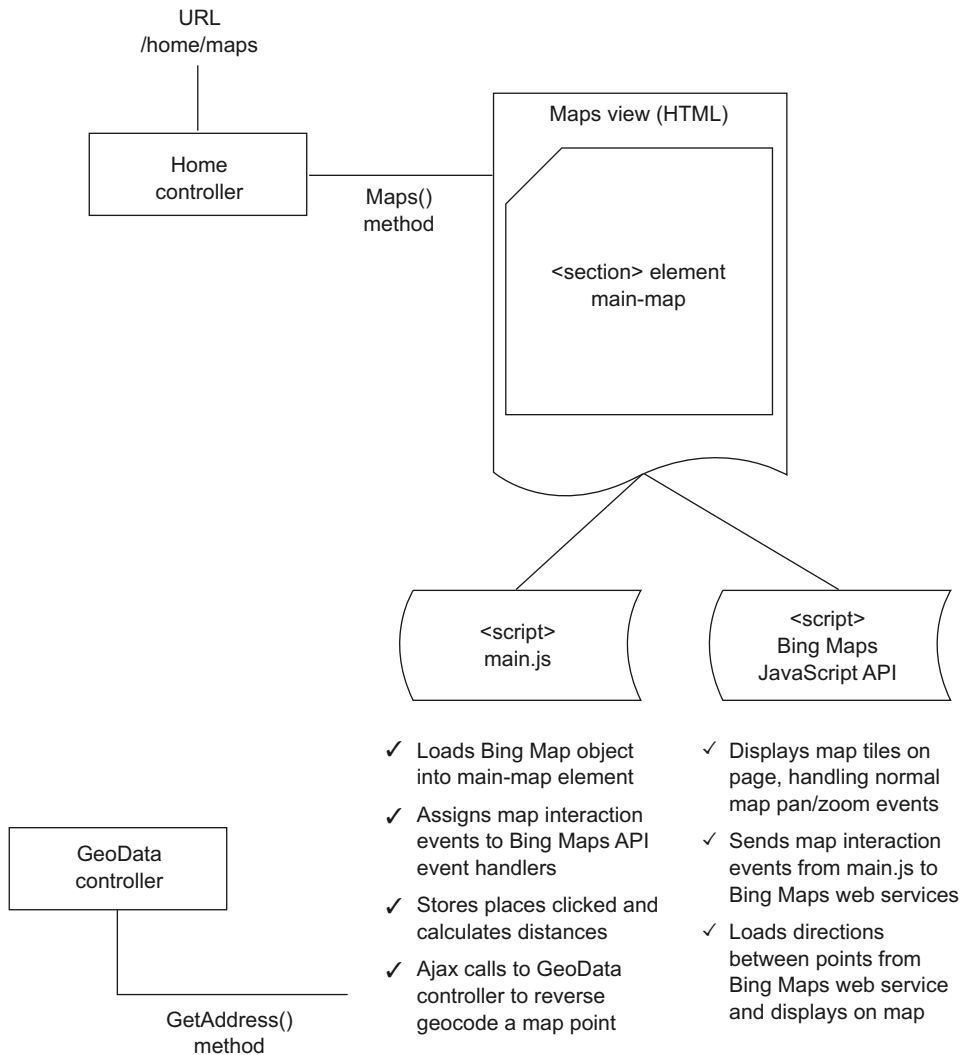 URL
/home/maps
Home
controller
Maps()
method
Maps view (HTML)
<section> element
main-map
<script>
main.js
<script>
Bing Maps
JavaScript API
✓ Loads Bing Map object
into main-map element
✓ Assigns map interaction
events to Bing Maps API
event handlers
✓ Stores places clicked and
calculates distances
✓ Ajax calls to GeoData
controller to reverse
geocode a map point
✓ Displays map tiles on
page, handling normal
map pan/zoom events
✓ Sends map interaction
events from main.js to
Bing Maps web services
✓ Loads directions
between points from
Bing Maps web service
and displays on map
GeoData
controller
GetAddress()
method